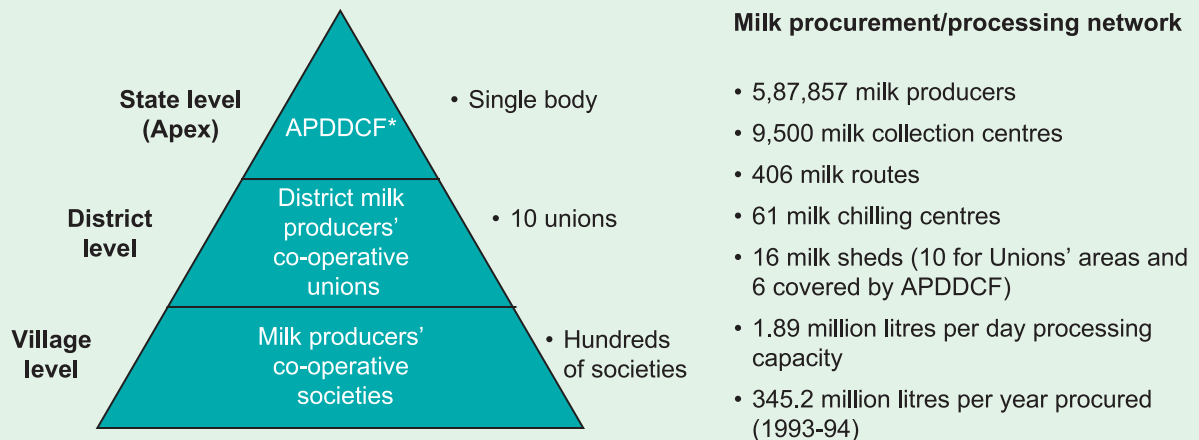 State level
(Apex)
APDDCF*
• Single body
District
level
District milk
producers'
co-operative
unions
• 10 unions
Village
level
Milk producers'
co-operative
societies
• Hundreds
of societies
Milk procurement/processing network
• 5,87,857 milk producers
• 9,500 milk collection centres
• 406 milk routes
• 61 milk chilling centres
• 16 milk sheds (10 for Unions' areas and
6 covered by APDDCF)
• 1.89 million litres per day processing
capacity
• 345.2 million litres per year procured
(1993-94)